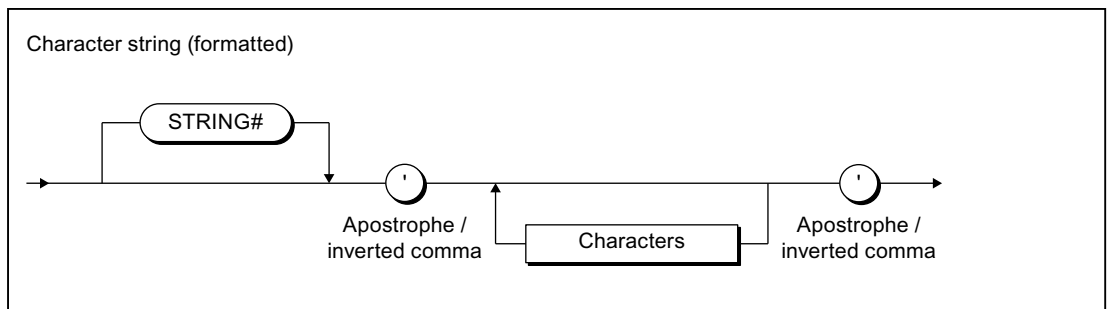 Character string (formatted)
STRING#
'
'
Apostrophe /
inverted comma
Characters
Apostrophe /
inverted comma